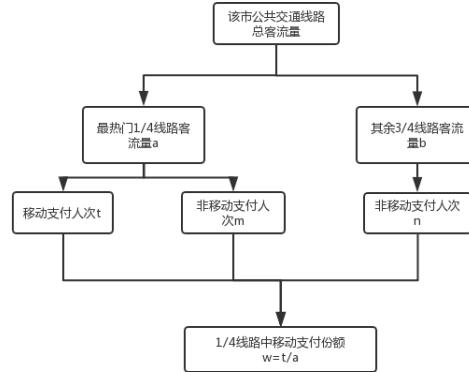 该市公共交通线路
总客流量
最热门1/4线路客
流量a
其余3/4线路客流
量b
移动支付人次t
非移动支付人
次m
非移动支付人次
n
1/4线路中移动支付份额
w=t/a